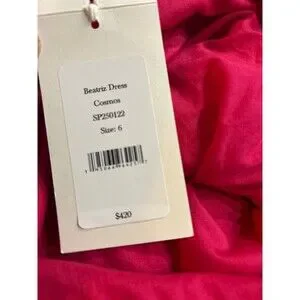 Beatriz Dress
Cosmos
SP250122
Size: 6
$420